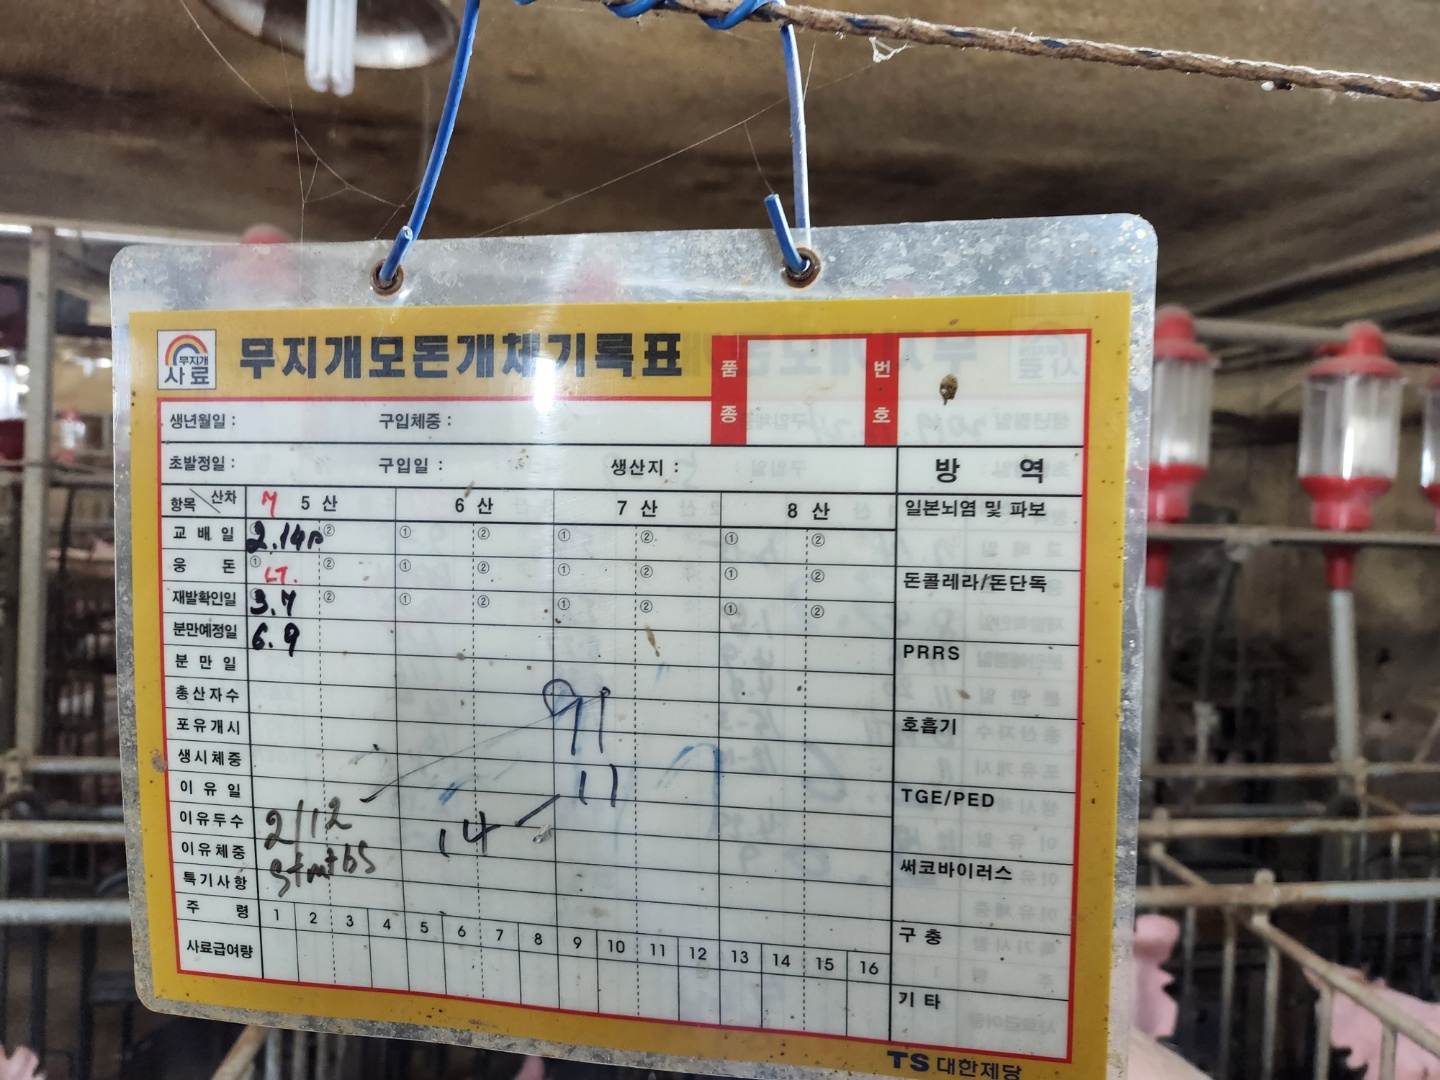 무지개
사료
무지개모돈개체기록표
품종
번호
생년월일 : 구입체중 :
초발정일 : 구입일 : 생산지 : 방 역
항목 산차 7 5 산 6 산 7 산 8 산
일본뇌염 및 파보
교 배 일 ① 2.14 ② ① ② ① ② ① ②
웅 돈 ① LT. ② ① ② ① ② ① ②
돈콜레라/돈단독
재발확인일 3.7 ② ① ② ① ② ① ②
분만예정일 6.9
PRRS
분 만 일
총산자수
호흡기
포유개시
생시체중
TGE/PED
이 유 일 11
이유두수 2/12 14
써코바이러스
이유체중
특기사항
구 충
주 령 1 2 3 4 5 6 7 8 9 10 11 12 13 14 15 16
사료급여량
기 타
TS 대한제당